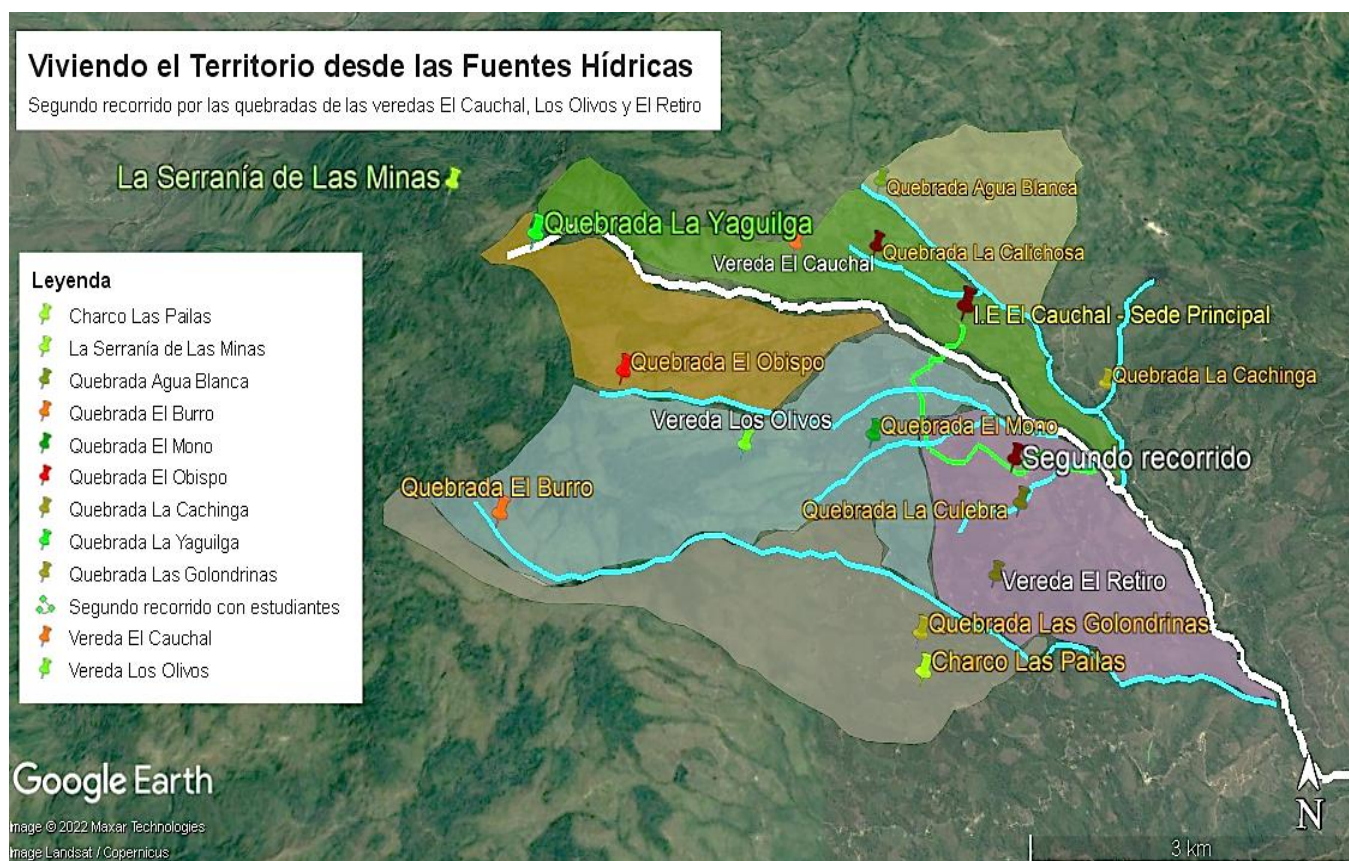 Viviendo el Territorio desde las Fuentes Hídricas
Segundo recorrido por las quebradas de las veredas El Cauchal, Los Olivos y El Retiro
La Serranía de Las Minas
Quebrada Agua Blanca
Quebrada La Yaguilga
Quebrada La Calichosa
Vereda El Cauchal
I.E El Cauchal - Sede Principal
Quebrada El Obispo
Quebrada La Cachinga
Vereda Los Olivos
Quebrada El Mono
Segundo recorrido
Quebrada El Burro
Quebrada La Culebra
Vereda El Retiro
Quebrada Las Golondrinas
Charco Las Pailas
Leyenda
Charco Las Pailas
La Serranía de Las Minas
Quebrada Agua Blanca
Quebrada El Burro
Quebrada El Mono
Quebrada El Obispo
Quebrada La Cachinga
Quebrada La Yaguilga
Quebrada Las Golondrinas
Segundo recorrido con estudiantes
Vereda El Cauchal
Vereda Los Olivos
Google Earth
Image © 2022 Maxar Technologies
Image Landsat / Copernicus
N
3 km